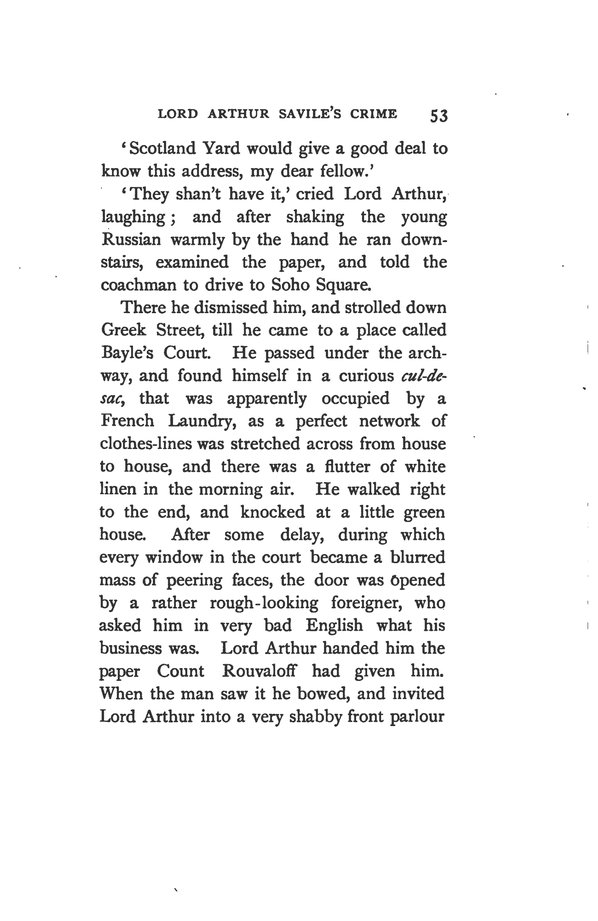 LORD ARTHUR SAVILE'S CRIME 53
‘Scotland Yard would give a good deal to
know this address, my dear fellow.’
‘They shan't have it,’ cried Lord Arthur,
laughing; and after shaking the young
Russian warmly by the hand he ran down-
stairs, examined the paper, and told the
coachman to drive to Soho Square.
There he dismissed him, and strolled down
Greek Street, till he came to a place called
Bayle's Court. He passed under the arch-
way, and found himself in a curious cul-de-
sac, that was apparently occupied by a
French Laundry, as a perfect network of
clothes-lines was stretched across from house
to house, and there was a flutter of white
linen in the morning air. He walked right
to the end, and knocked at a little green
house. After some delay, during which
every window in the court became a blurred
mass of peering faces, the door was opened
by a rather rough-looking foreigner, who
asked him in very bad English what his
business was. Lord Arthur handed him the
paper Count Rouvaloff had given him.
When the man saw it he bowed, and invited
Lord Arthur into a very shabby front parlour